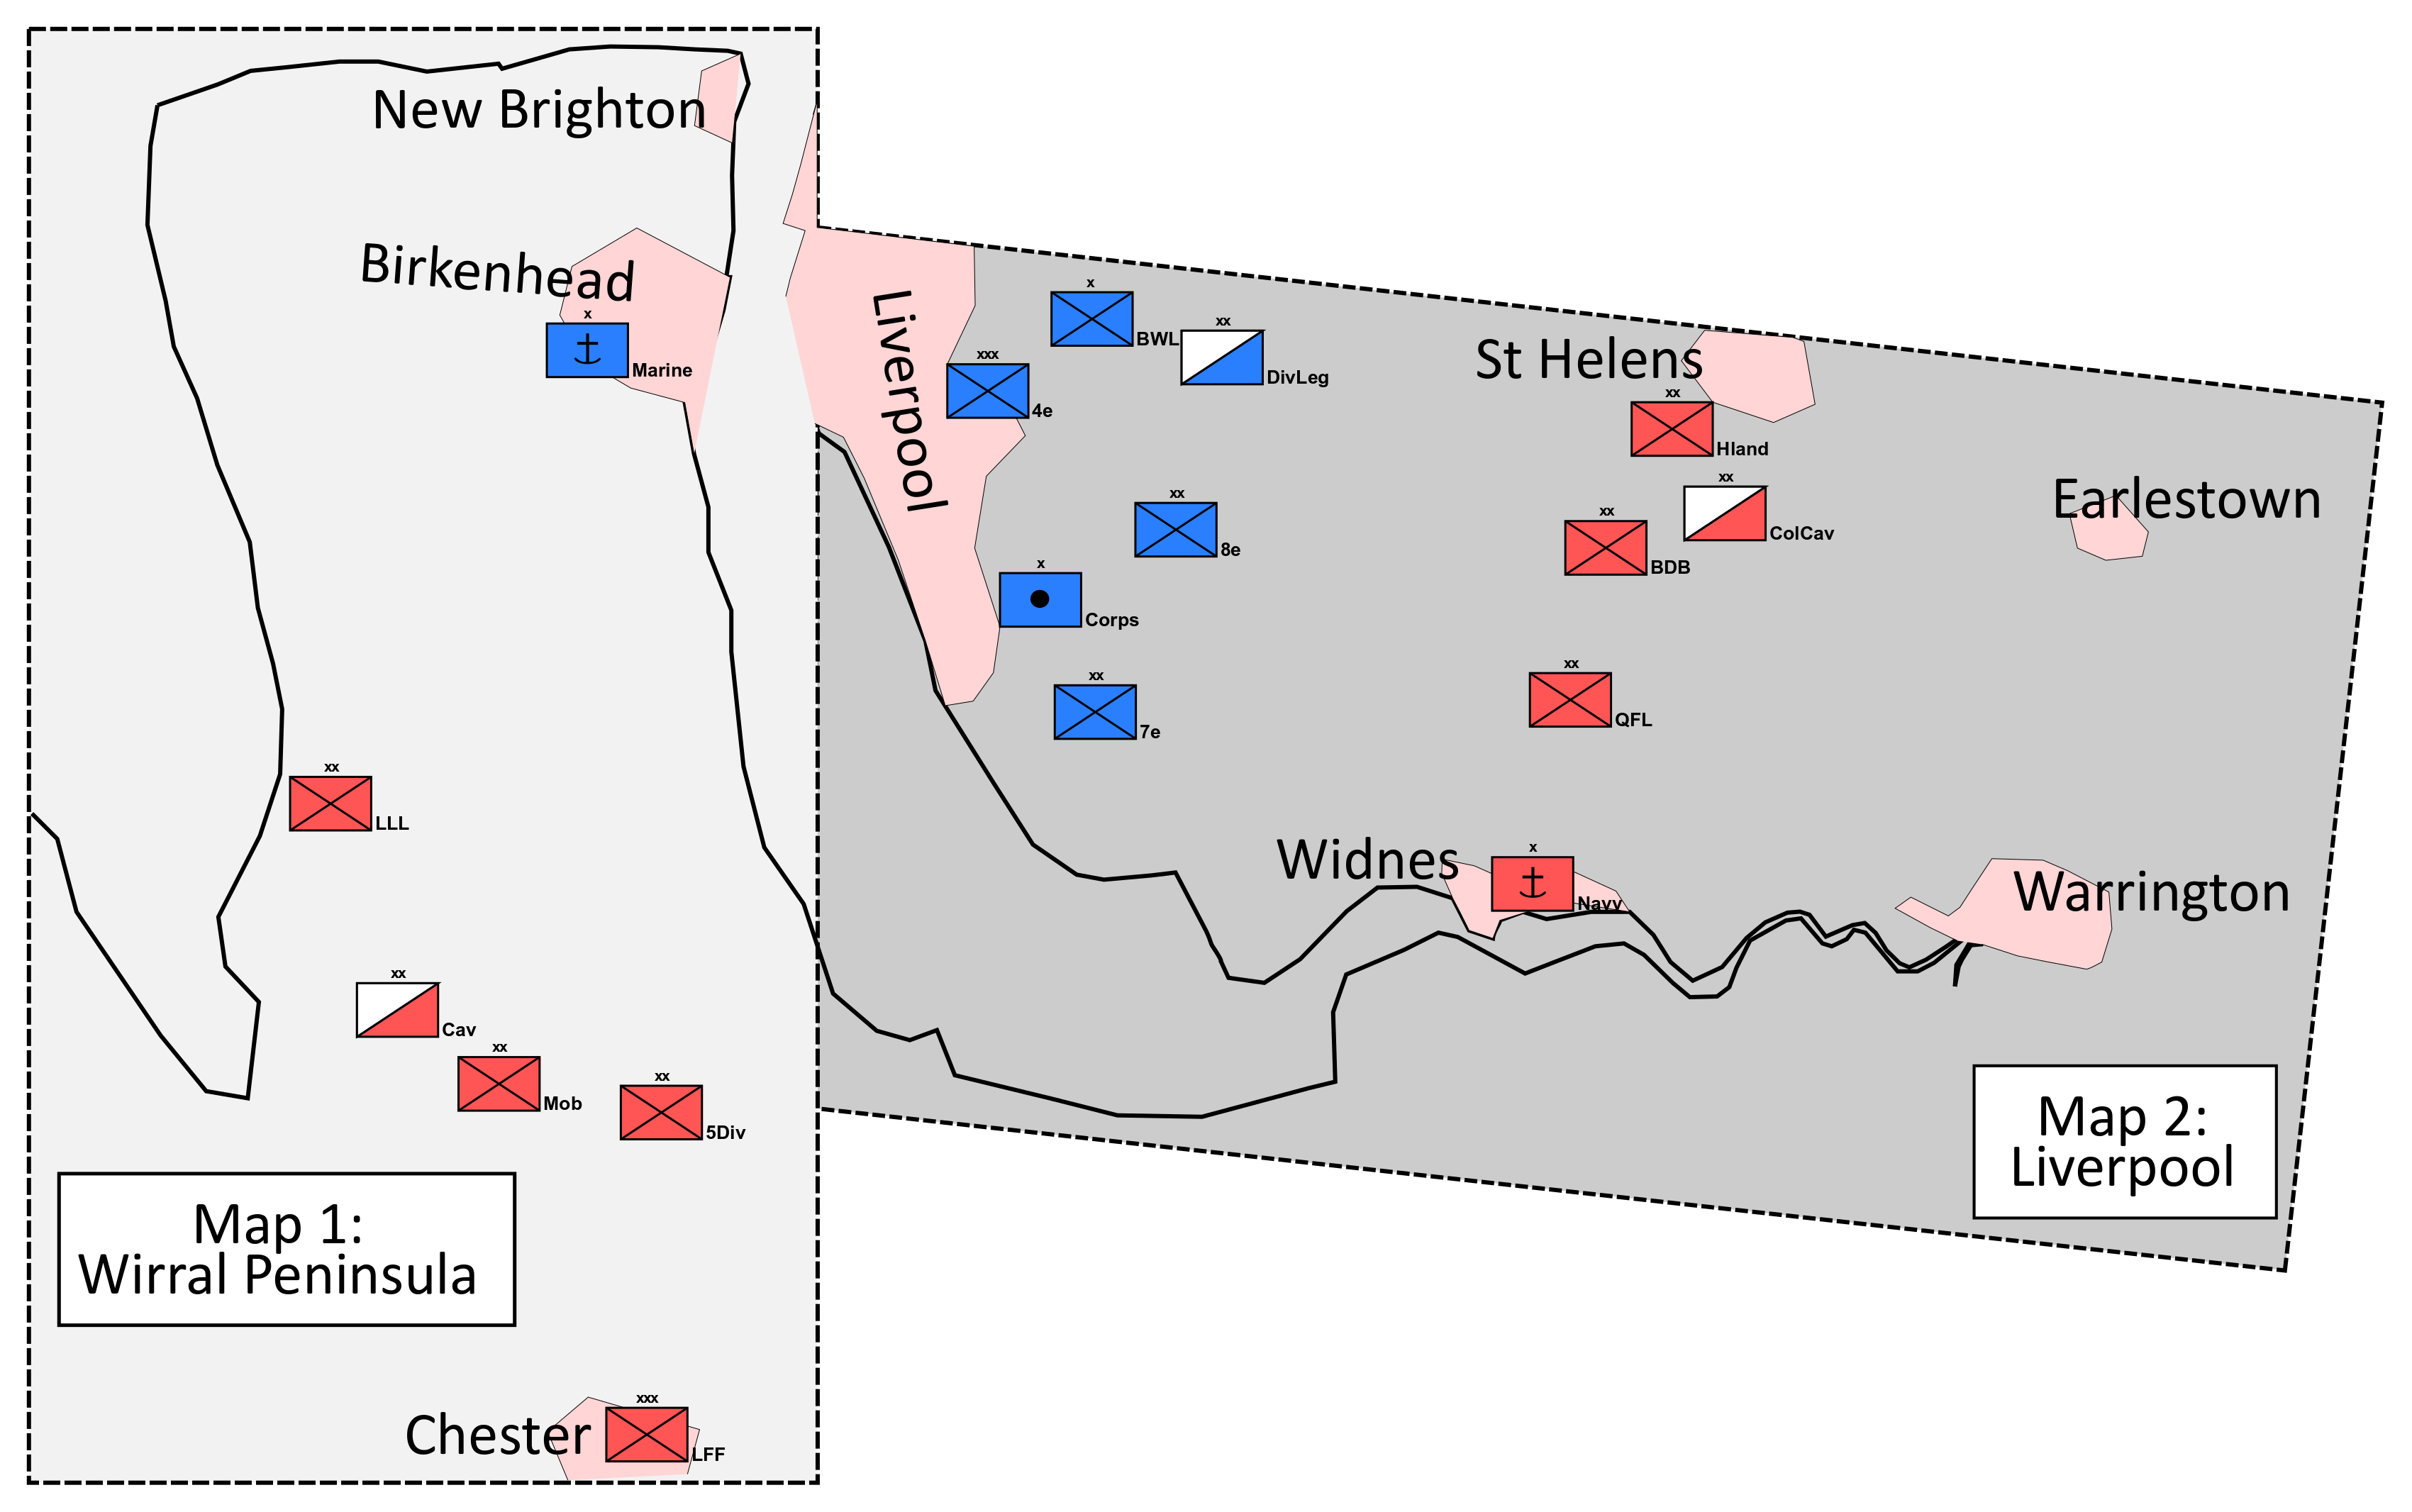 New Brighton
Birkenhead
x
Marine
Liverpool
x
BWL
xx
DivLeg
xxx
4e
St Helens
xx
Hland
xx
ColCav
xx
BDB
Earlestown
xx
8e
x
Corps
xx
7e
xx
QFL
xx
LLL
Widnes
x
Navy
Warrington
xx
Cav
xx
Mob
xx
5Div
Map 1:
Wirral Peninsula
Map 2:
Liverpool
Chester
xxx
LFF